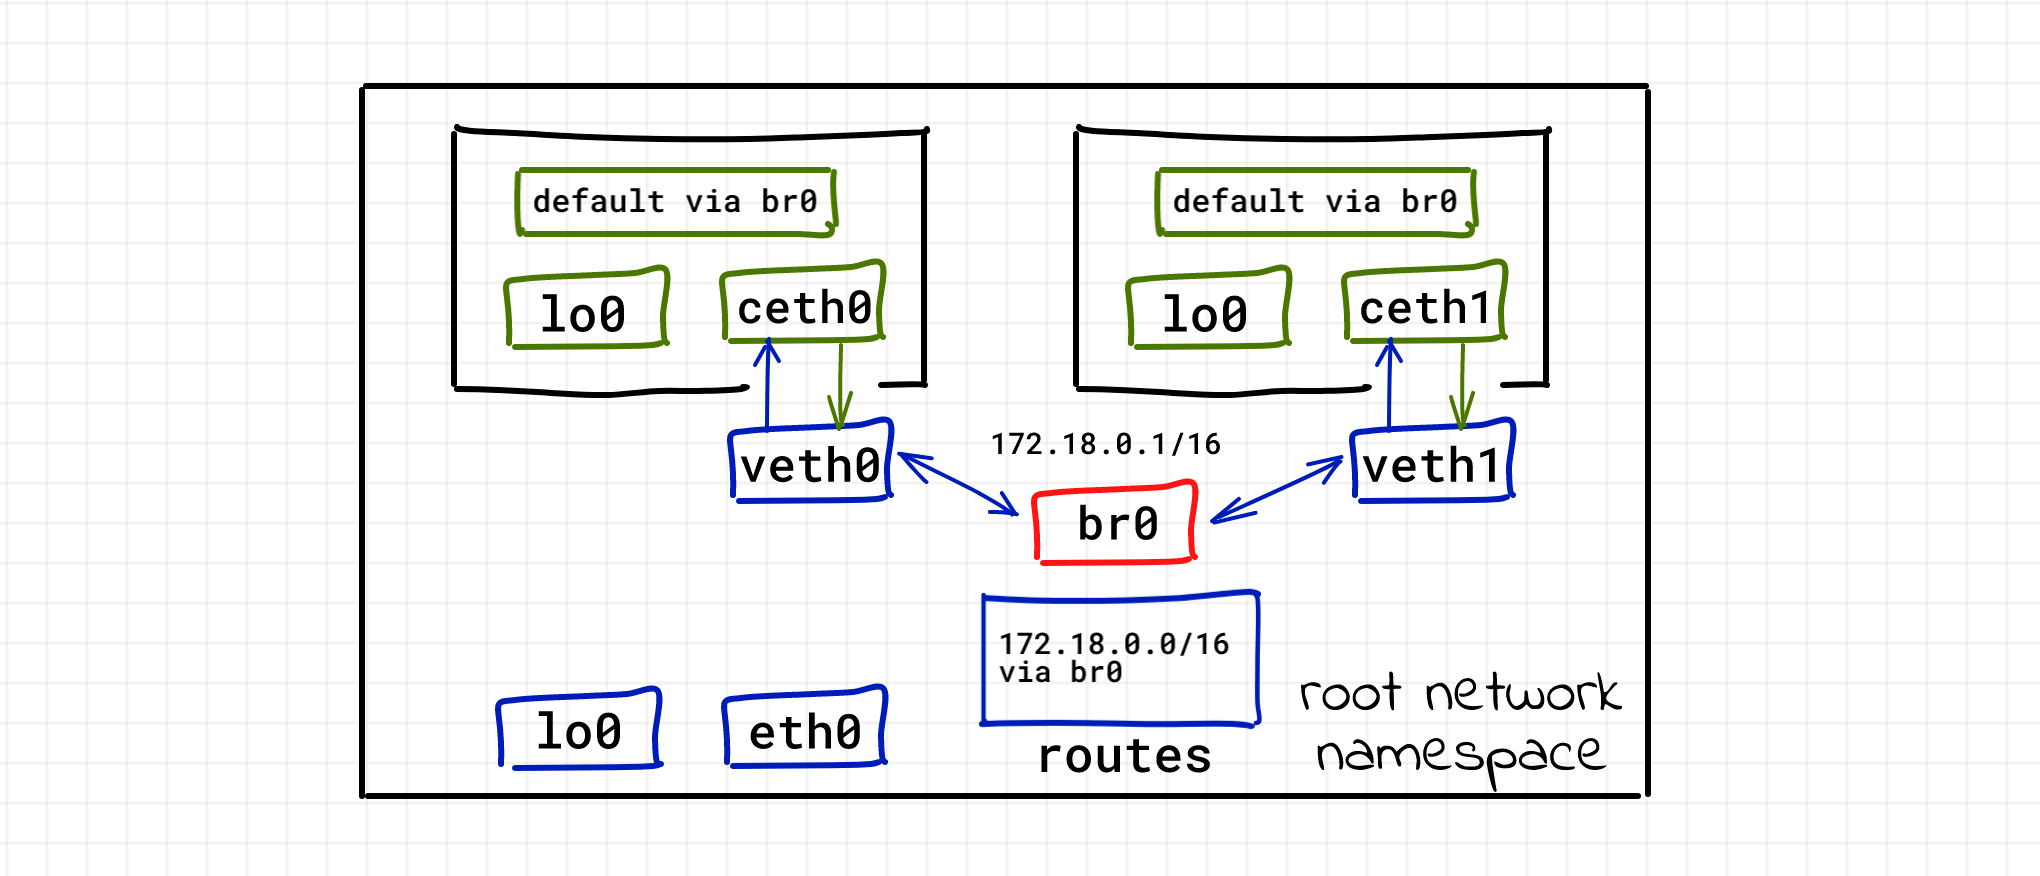 default via br0
default via br0
lo0
ceth0
lo0
ceth1
veth0
172.18.0.1/16
veth1
br0
172.18.0.0/16
via br0
lo0
eth0
routes
root network
namespace